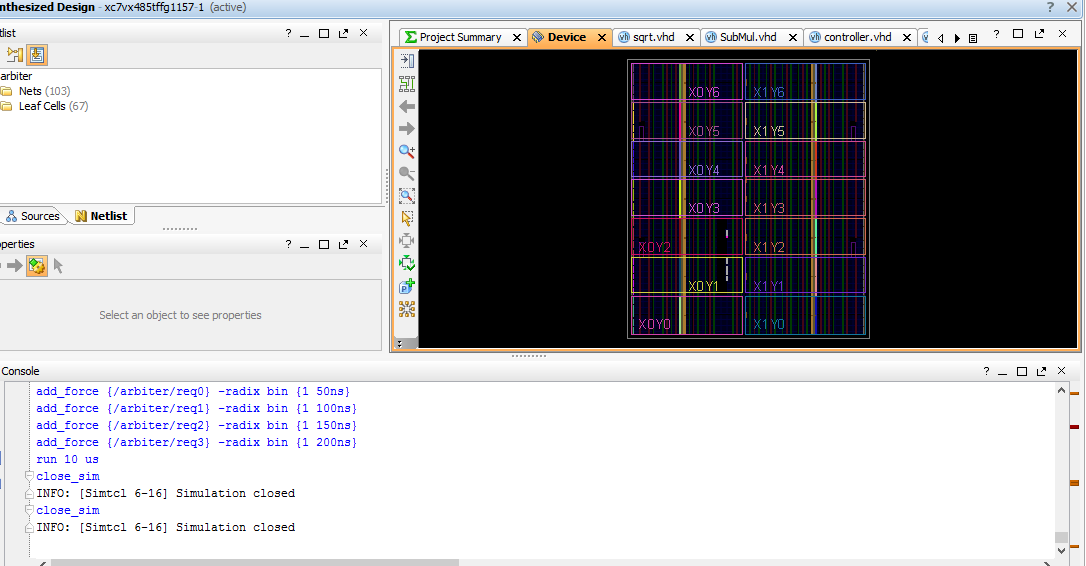 nthesized Design - xc7vx485tffg1157-1 (active)
tlist
arbiter
Nets (103)
Leaf Cells (67)
Sources
Netlist
operties
Select an object to see properties
Project Summary
Device
sqrt.vhd
SubMul.vhd
controller.vhd
X0Y6 X1Y6
X0Y5 X1Y5
X0Y4 X1Y4
X0Y3 X1Y3
X0Y2 X1Y2
X0Y1 X1Y1
X0Y0 X1Y0
Console
add_force {/arbiter/req0} -radix bin {1 50ns}
add_force {/arbiter/req1} -radix bin {1 100ns}
add_force {/arbiter/req2} -radix bin {1 150ns}
add_force {/arbiter/req3} -radix bin {1 200ns}
run 10 us
close_sim
INFO: [Simtcl 6-16] Simulation closed
close_sim
INFO: [Simtcl 6-16] Simulation closed